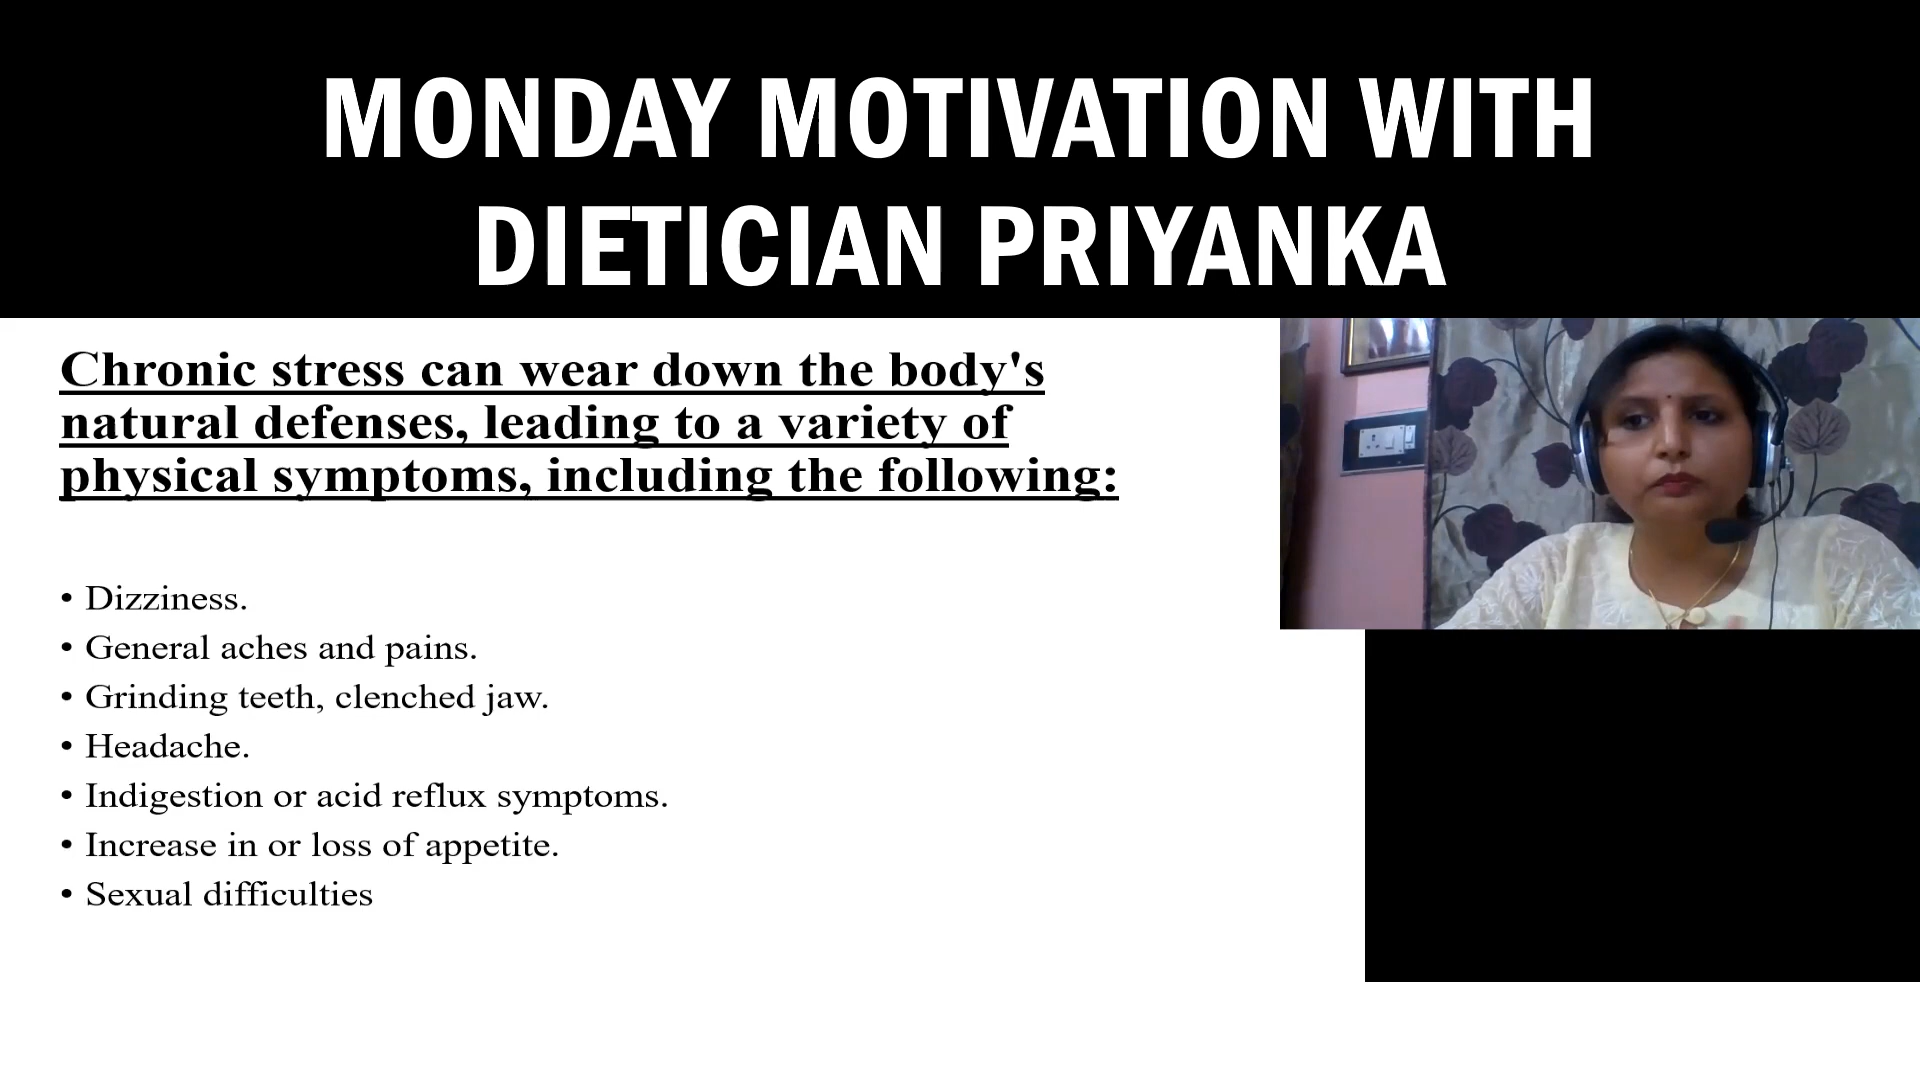 MONDAY MOTIVATION WITH
DIETICIAN PRIYANKA
Chronic stress can wear down the body's
natural defenses, leading to a variety of
physical symptoms, including the following:
• Dizziness.
• General aches and pains.
• Grinding teeth, clenched jaw.
• Headache.
• Indigestion or acid reflux symptoms.
• Increase in or loss of appetite.
• Sexual difficulties